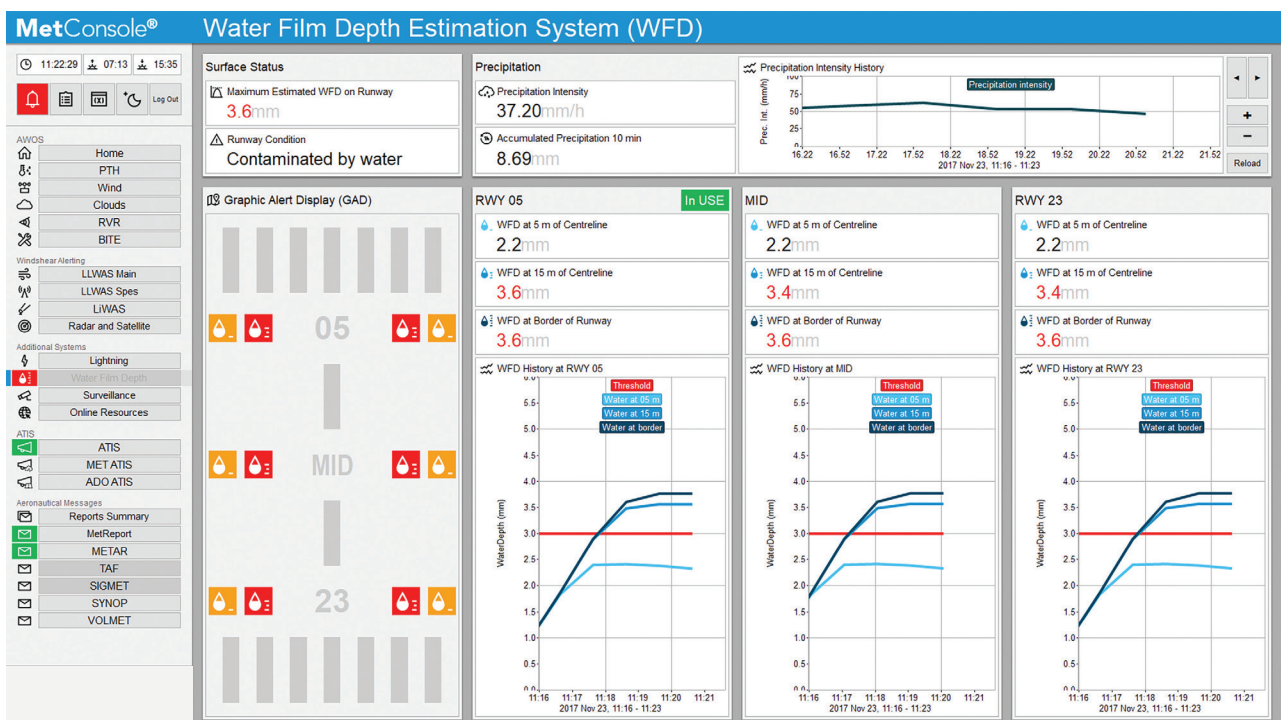 MetConsole®
Water Film Depth Estimation System (WFD)
11:22:29
07:13
15:35
Log Out
AWOS
Home
PTH
Wind
Clouds
RVR
BITE
Windshear Alerting
LLWAS Main
LLWAS Spes
LiWAS
Radar and Satellite
Additional Systems
Lightning
Water Film Depth
Surveillance
Online Resources
ATIS
ATIS
MET ATIS
ADO ATIS
Aeronautical Messages
Reports Summary
MetReport
METAR
TAF
SIGMET
SYNOP
VOLMET
Surface Status
Maximum Estimated WFD on Runway
3.6mm
Runway Condition
Contaminated by water
Precipitation
Precipitation Intensity
37.20mm/h
Accumulated Precipitation 10 min
8.69mm
Precipitation Intensity History
Precipitation intensity
Prec. Int. (mm/h)
100
75
50
25
0
16.22 16.52 17.22 17.52 18.22 18.52 19.22 19.52 20.22 20.52 21.22 21.52
2017 Nov 23, 11:16 - 11:23
+
−
Reload
Graphic Alert Display (GAD)
05
MID
23
RWY 05
In USE
WFD at 5 m of Centreline
2.2mm
WFD at 15 m of Centreline
3.6mm
WFD at Border of Runway
3.6mm
WFD History at RWY 05
Threshold
Water at 05 m
Water at 15 m
Water at border
WaterDepth (mm)
6.0
5.5
5.0
4.5
4.0
3.5
3.0
2.5
2.0
1.5
1.0
0.5
0.0
11:16 11:17 11:18 11:19 11:20 11:21
2017 Nov 23, 11:16 - 11:23
MID
WFD at 5 m of Centreline
2.2mm
WFD at 15 m of Centreline
3.4mm
WFD at Border of Runway
3.6mm
WFD History at MID
Threshold
Water at 05 m
Water at 15 m
Water at border
WaterDepth (mm)
6.0
5.5
5.0
4.5
4.0
3.5
3.0
2.5
2.0
1.5
1.0
0.5
0.0
11:16 11:17 11:18 11:19 11:20 11:21
2017 Nov 23, 11:16 - 11:23
RWY 23
WFD at 5 m of Centreline
2.2mm
WFD at 15 m of Centreline
3.4mm
WFD at Border of Runway
3.6mm
WFD History at RWY 23
Threshold
Water at 05 m
Water at 15 m
Water at border
WaterDepth (mm)
6.0
5.5
5.0
4.5
4.0
3.5
3.0
2.5
2.0
1.5
1.0
0.5
0.0
11:16 11:17 11:18 11:19 11:20 11:21
2017 Nov 23, 11:16 - 11:23